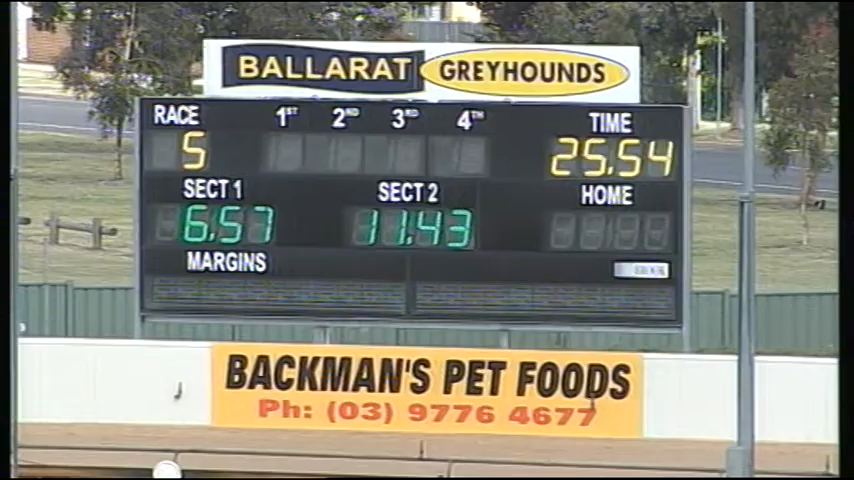 BALLARAT GREYHOUNDS
RACE 1ST 2ND 3RD 4TH TIME
5 25.54
SECT 1 SECT 2 HOME
6.57 11.43
MARGINS
BACKMAN'S PET FOODS
Ph: (03) 9776 4677